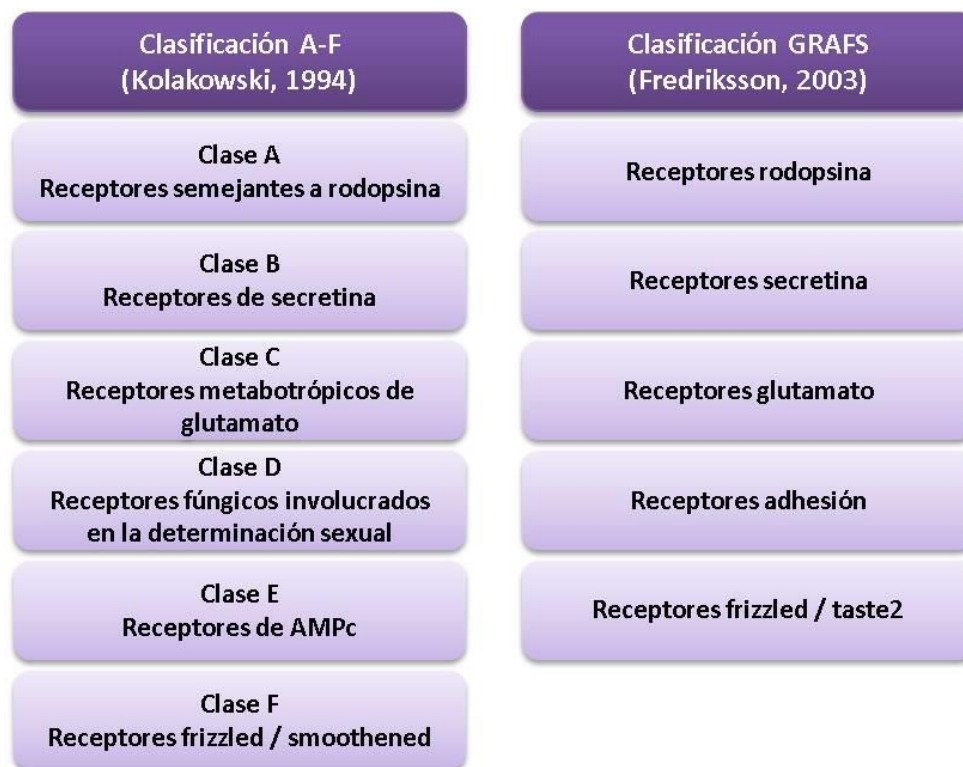 Clasificación A-F
(Kolakowski, 1994)
Clase A
Receptores semejantes a rodopsina
Clase B
Receptores de secretina
Clase C
Receptores metabotrópicos de
glutamato
Clase D
Receptores fúngicos involucrados
en la determinación sexual
Clase E
Receptores de AMPc
Clase F
Receptores frizzled / smoothened
Clasificación GRAFS
(Fredriksson, 2003)
Receptores rodopsina
Receptores secretina
Receptores glutamato
Receptores adhesión
Receptores frizzled / taste2